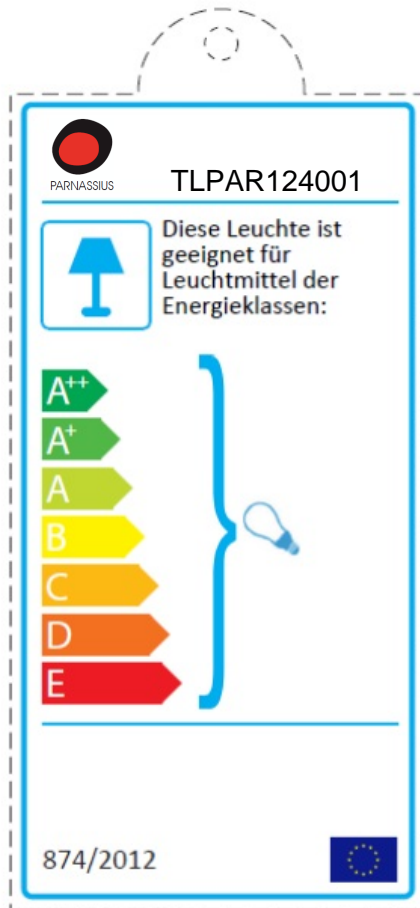 PARNASSIUS
TLPAR124001
Diese Leuchte ist
geeignet für
Leuchtmittel der
Energieklassen:
A++
A+
A
B
C
D
E
874/2012